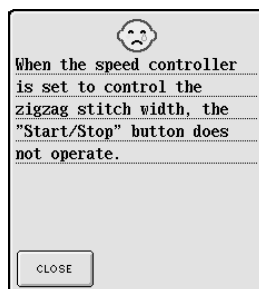 When the speed controller
is set to control the
zigzag stitch width, the
"Start/Stop" button does
not operate.
CLOSE